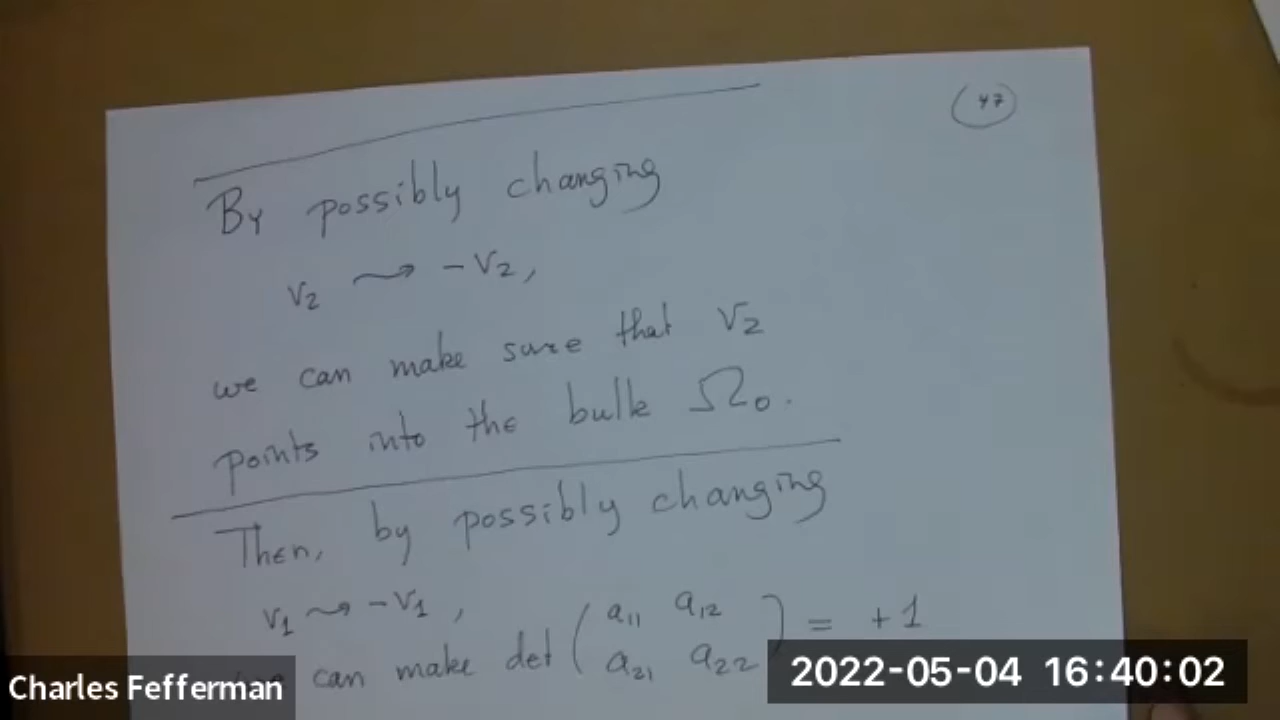 47
By possibly changing
v₂ ⇝ -v₂,
we can make sure that v₂
points into the bulk Ω₀.
Then, by possibly changing
v₁ ⇝ -v₁,
we can make det ( a₁₁ a₁₂
a₂₁ a₂₂ ) = +1
Charles Fefferman
2022-05-04 16:40:02